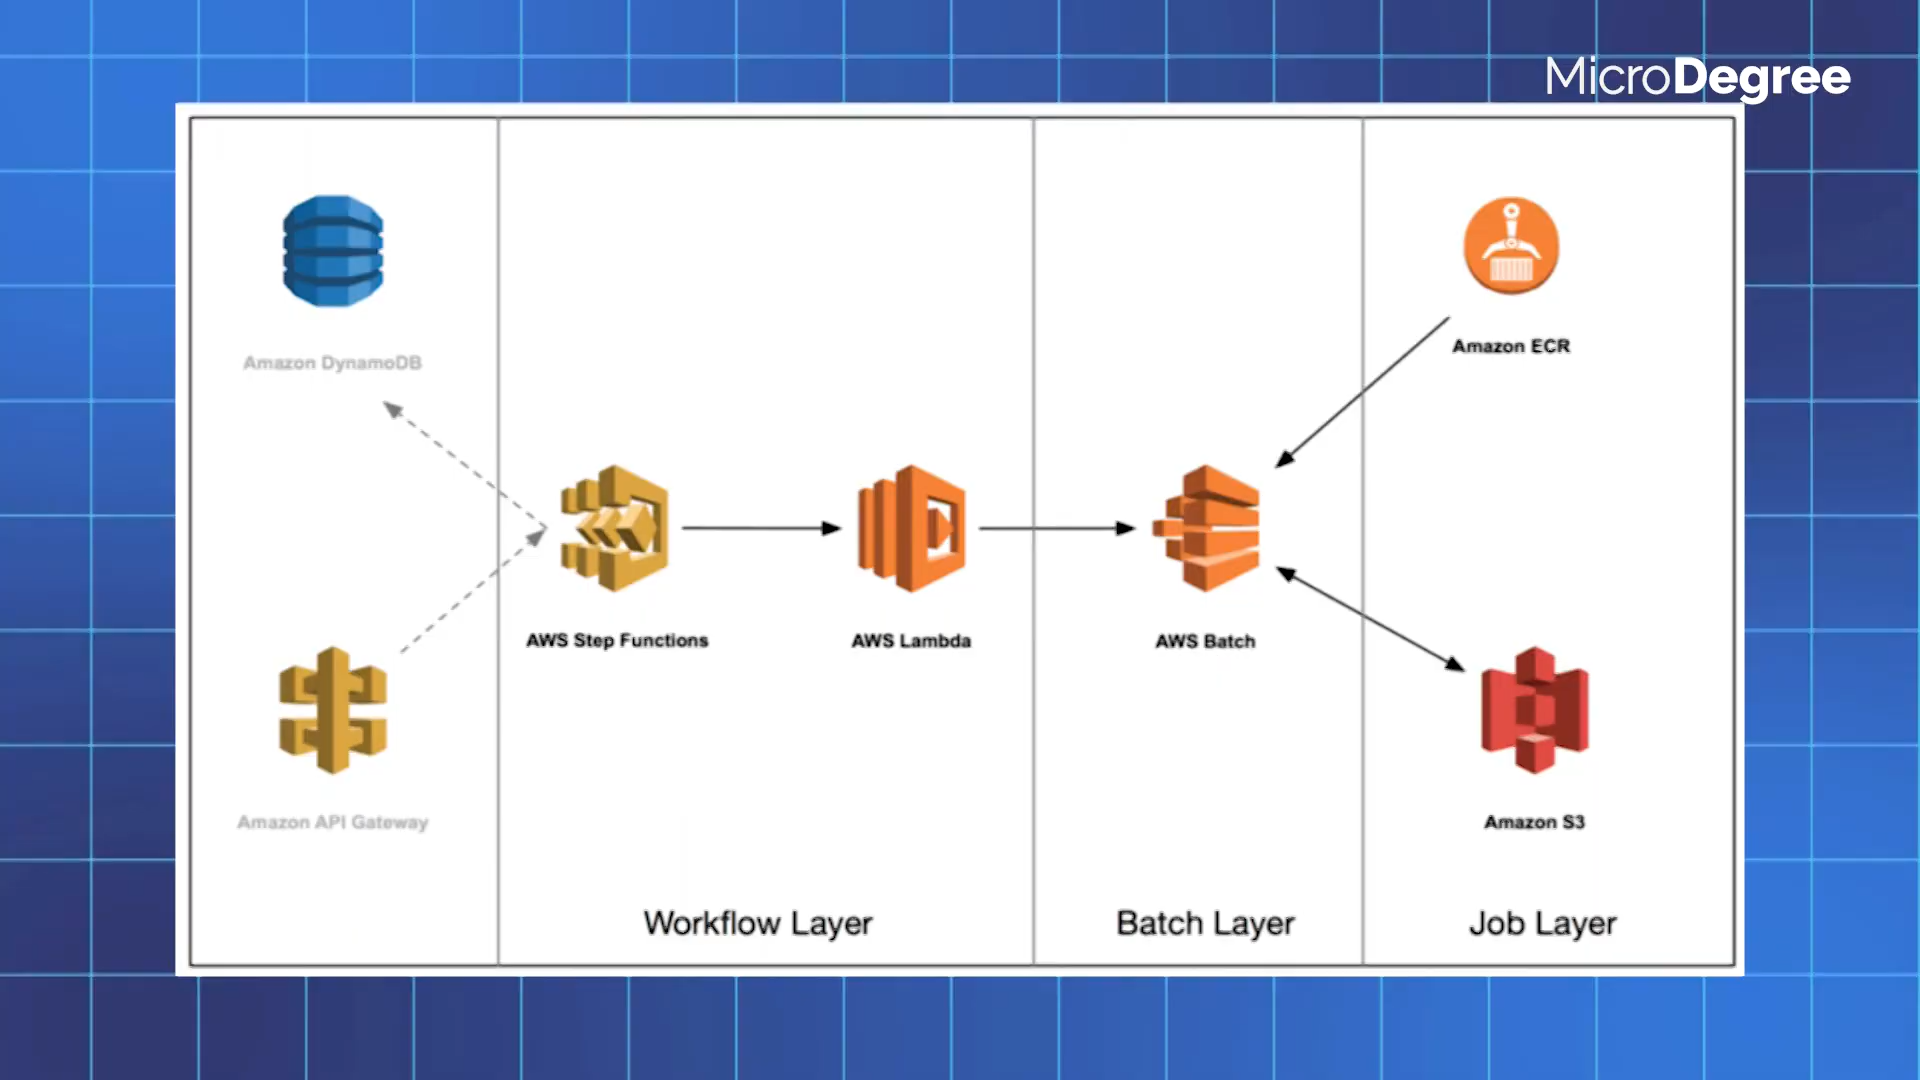 MicroDegree
Amazon DynamoDB
Amazon ECR
AWS Step Functions
AWS Lambda
AWS Batch
Amazon API Gateway
Amazon S3
Workflow Layer
Batch Layer
Job Layer